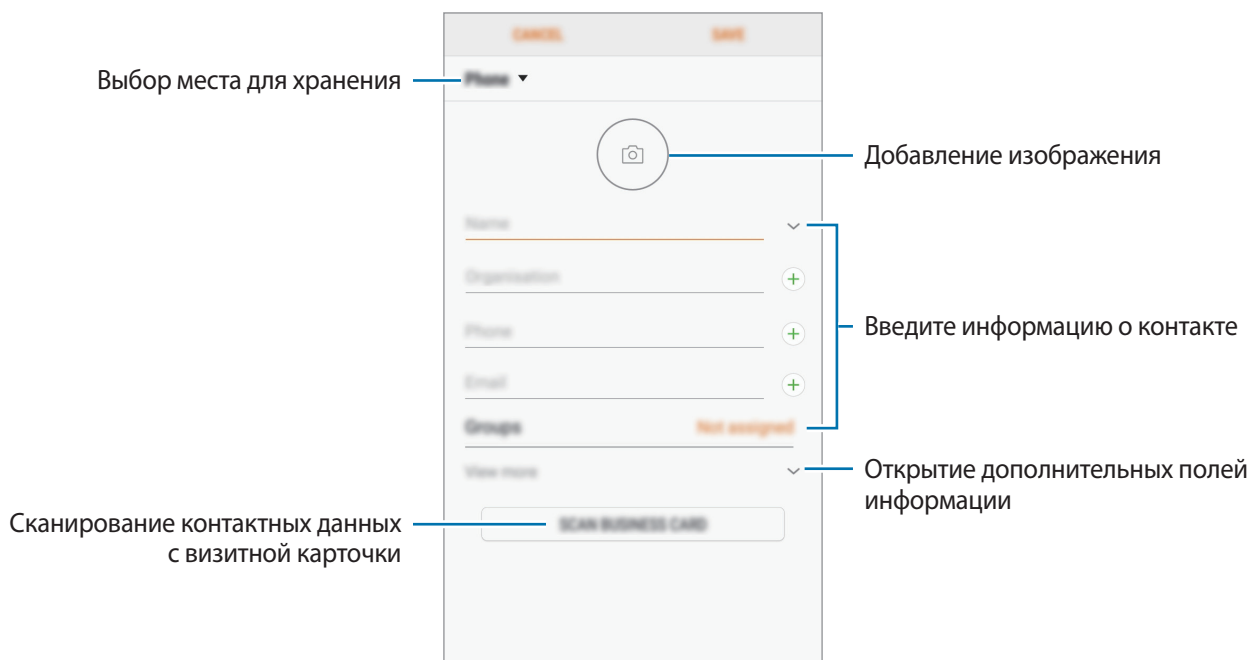 CANCEL
SAVE
Выбор места для хранения
Phone
Добавление изображения
Name
Organisation
Phone
Введите информацию о контакте
Email
Groups
Not assigned
View more
Открытие дополнительных полей
информации
Сканирование контактных данных
с визитной карточки
SCAN BUSINESS CARD